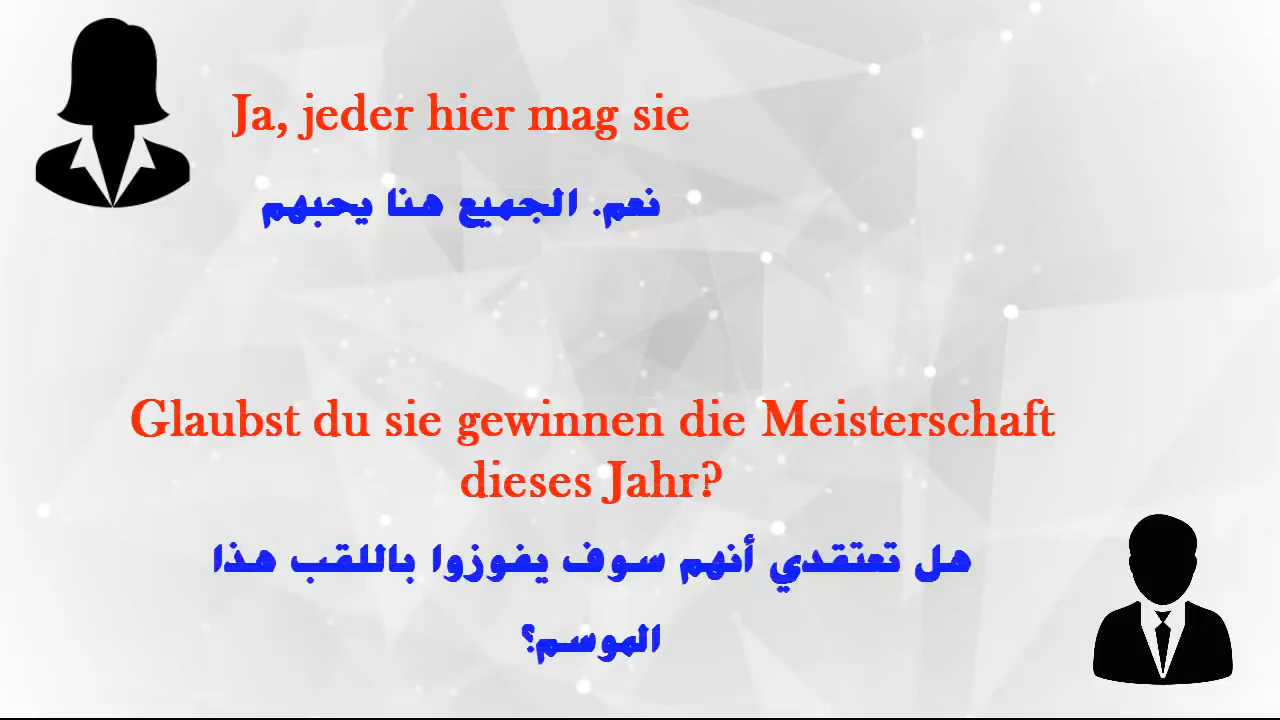 Ja, jeder hier mag sie
نعم. الجميع هنا يحبهم
Glaubst du sie gewinnen die Meisterschaft
dieses Jahr?
هل تعتقدي أنهم سوف يفوزوا باللقب هذا
الموسم؟